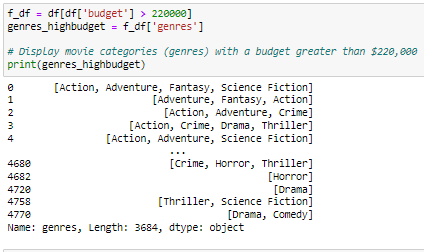 f_df = df[df['budget'] > 220000]
genres_highbudget = f_df['genres']
# Display movie categories (genres) with a budget greater than $220,000
print(genres_highbudget)
0 [Action, Adventure, Fantasy, Science Fiction]
1 [Adventure, Fantasy, Action]
2 [Action, Adventure, Crime]
3 [Action, Crime, Drama, Thriller]
4 [Action, Adventure, Science Fiction]
...
4680 [Crime, Horror, Thriller]
4682 [Horror]
4720 [Drama]
4758 [Thriller, Science Fiction]
4770 [Drama, Comedy]
Name: genres, Length: 3684, dtype: object